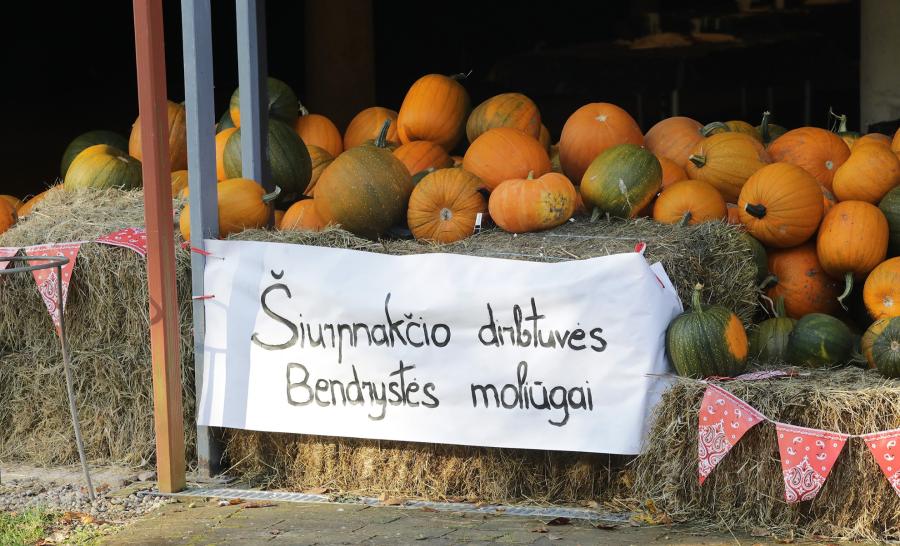 Šiurpnakčio dirbtuvės
Bendrystės moliūgai